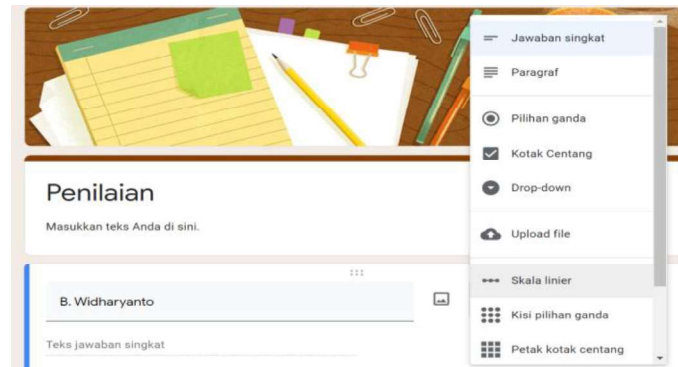 Penilaian
Masukkan teks Anda di sini.
B. Widharyanto
Teks jawaban singkat
Jawaban singkat
Paragraf
Pilihan ganda
Kotak Centang
Drop-down
Upload file
Skala linier
Kisi pilihan ganda
Petak kotak centang